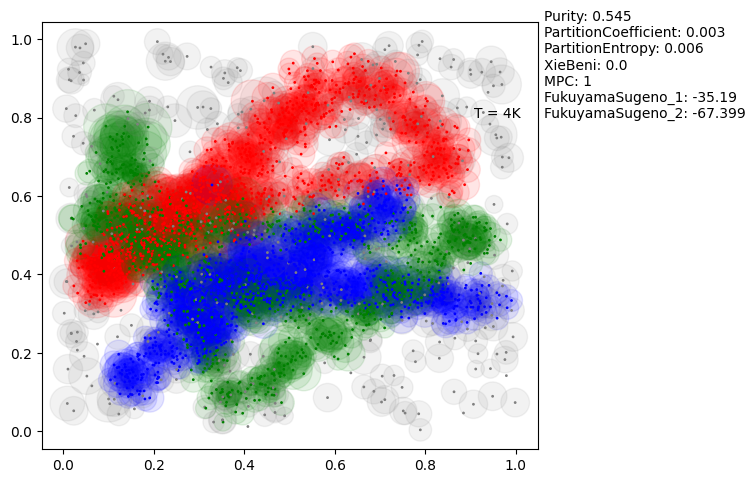 Purity: 0.545
PartitionCoefficient: 0.003
PartitionEntropy: 0.006
XieBeni: 0.0
MPC: 1
FukuyamaSugeno_1: -35.19
FukuyamaSugeno_2: -67.399
T = 4K
1.0
0.8
0.6
0.4
0.2
0.0
0.0 0.2 0.4 0.6 0.8 1.0